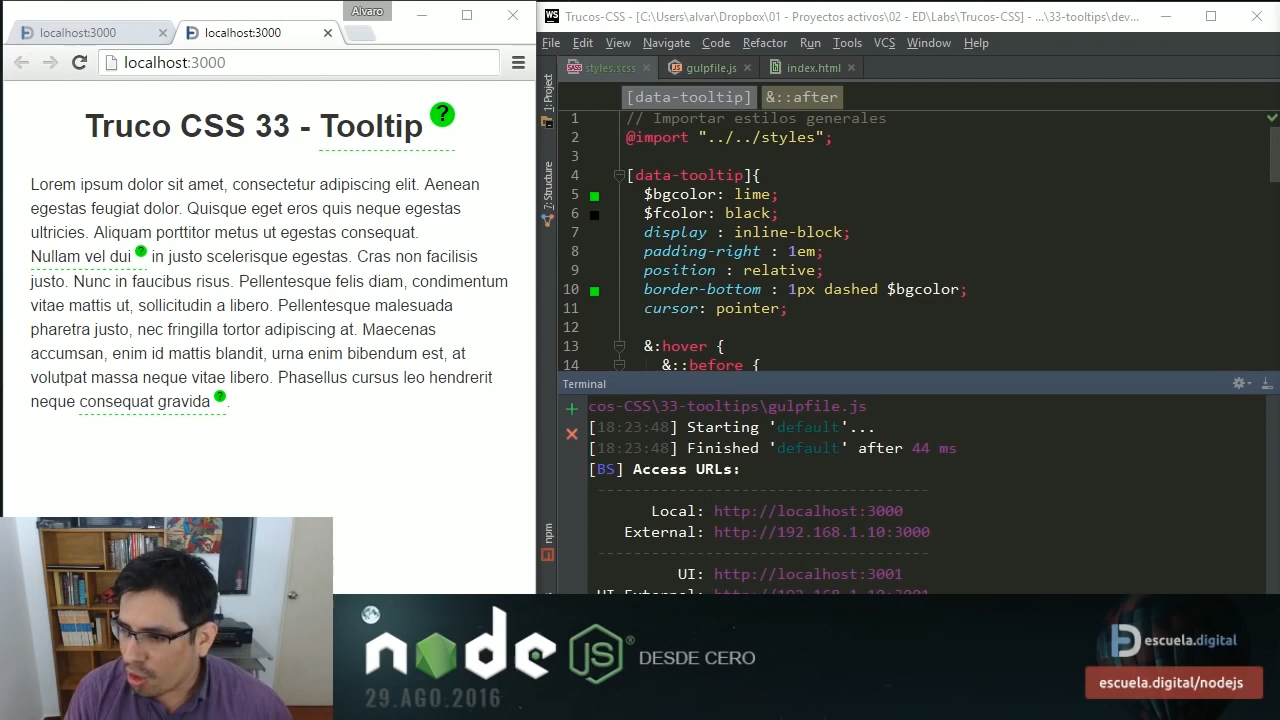 Alvaro
localhost:3000
localhost:3000
localhost:3000
Truco CSS 33 - Tooltip ?
Lorem ipsum dolor sit amet, consectetur adipiscing elit. Aenean
egestas feugiat dolor. Quisque eget eros quis neque egestas
ultricies. Aliquam porttitor metus ut egestas consequat.
Nullam vel dui ? in justo scelerisque egestas. Cras non facilisis
justo. Nunc in faucibus risus. Pellentesque felis diam, condimentum
vitae mattis ut, sollicitudin a libero. Pellentesque malesuada
pharetra justo, nec fringilla tortor adipiscing at. Maecenas
accumsan, enim id mattis blandit, urna enim bibendum est, at
volutpat massa neque vitae libero. Phasellus cursus leo hendrerit
neque consequat gravida ? .
WS Trucos-CSS - [C:\Users\alvar\Dropbox\01 - Proyectos activos\02 - ED\Labs\Trucos-CSS] - ...\33-tooltips\dev...
File Edit View Navigate Code Refactor Run Tools VCS Window Help
styles.scss gulpfile.js index.html
1: Project
7: Structure
npm
[data-tooltip] &::after
1 // Importar estilos generales
2 @import "../../styles";
3
4 [data-tooltip]{
5 $bgcolor: lime;
6 $fcolor: black;
7 display : inline-block;
8 padding-right : 1em;
9 position : relative;
10 border-bottom : 1px dashed $bgcolor;
11 cursor: pointer;
12
13 &:hover {
14 &::before {
Terminal
cos-CSS\33-tooltips\gulpfile.js
[18:23:48] Starting 'default'...
[18:23:48] Finished 'default' after 44 ms
[BS] Access URLs:
--------------------------------------
Local: http://localhost:3000
External: http://192.168.1.10:3000
--------------------------------------
UI: http://localhost:3001
UI External: http://192.168.1.10:3001
node JS® DESDE CERO
29.AGO.2016
escuela.digital
escuela.digital/nodejs